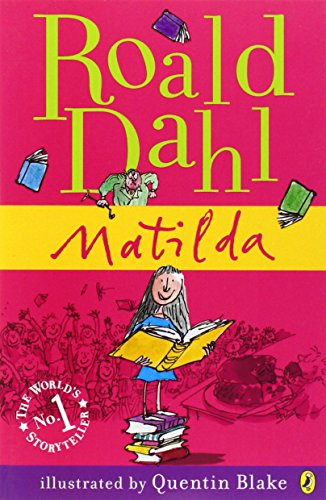 Roald
Dahl
Matilda
THE WORLD'S
No. 1
STORYTELLER
illustrated by Quentin Blake